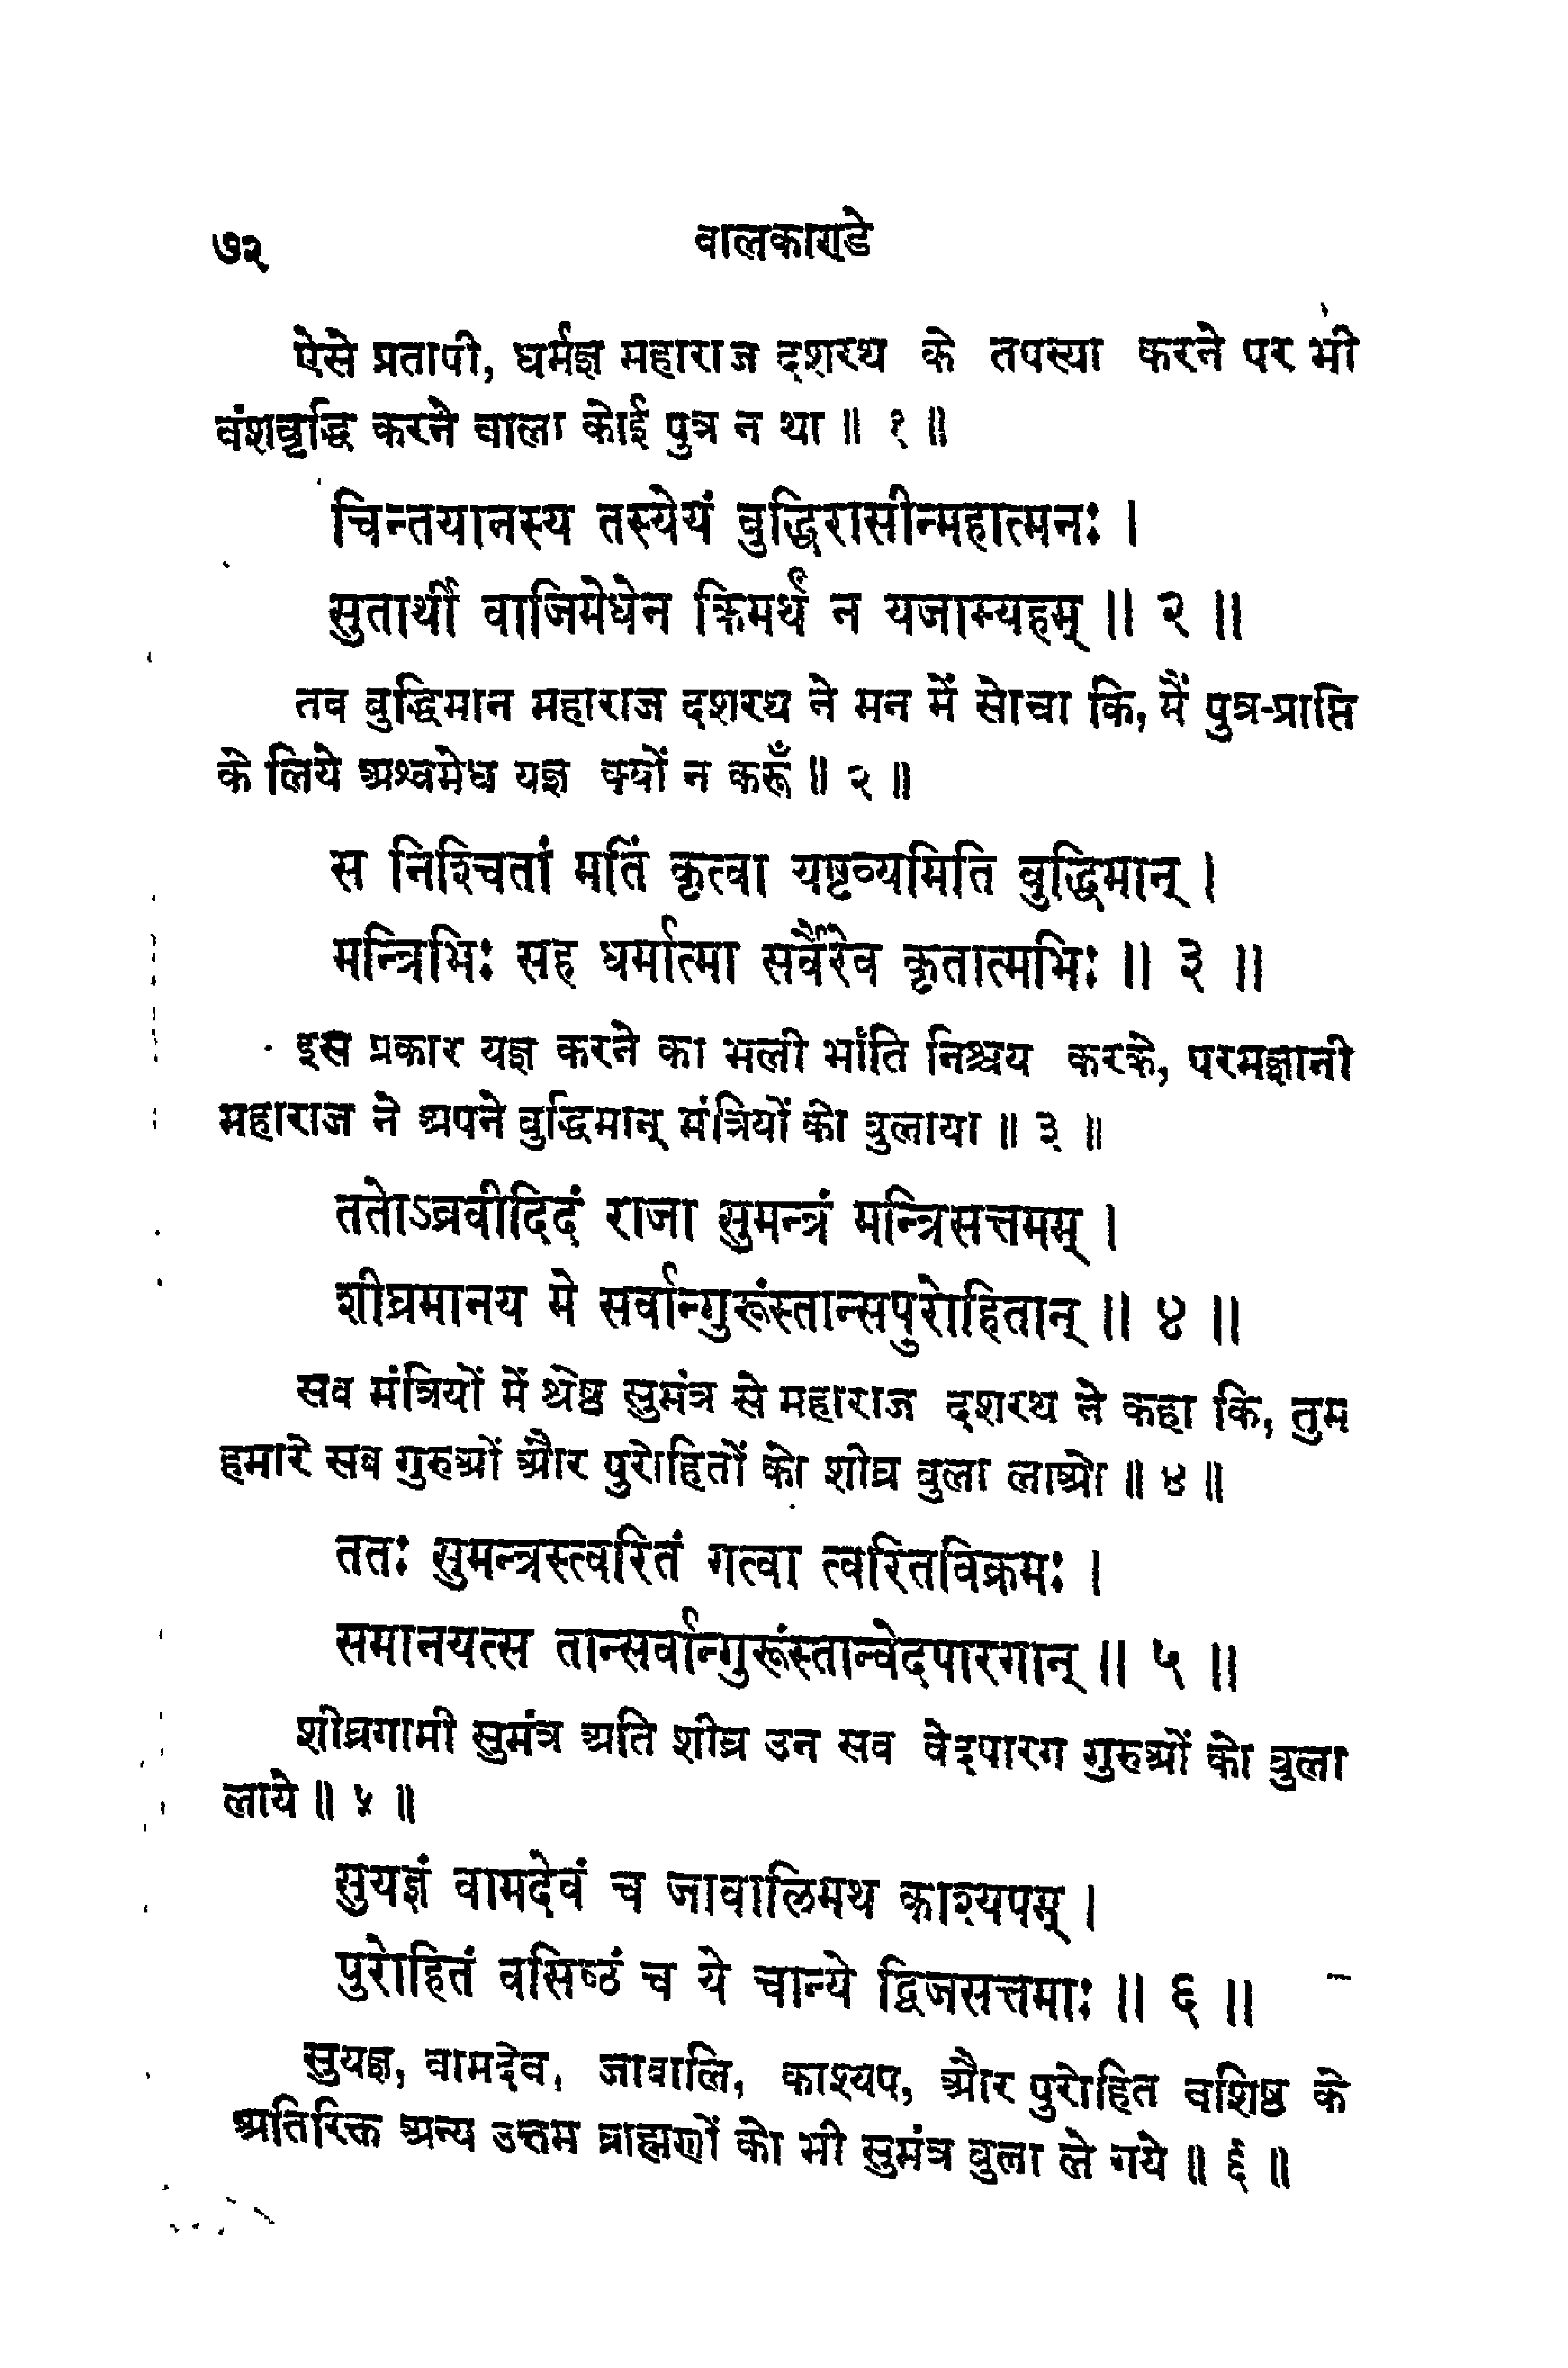 ७२ बालकाण्डे
ऐसे प्रतापी, धर्मज्ञ महाराज दशरथ के तपस्या करने पर भी
वंशवृद्धि करने वाला कोई पुत्र न था ॥ १ ॥
चिन्तयानस्य तस्येयं बुद्धिरासीन्महात्मनः ।
सुतार्थी वाजिमेधेन किमर्थं न यजाम्यहम् ॥ २ ॥
तब बुद्धिमान महाराज दशरथ ने मन में सोचा कि, मैं पुत्र-प्राप्ति
के लिये अश्वमेध यज्ञ क्यों न करूँ ॥ २ ॥
स निश्चितां मतिं कृत्वा यष्टव्यमिति बुद्धिमान् ।
मन्त्रिभिः सह धर्मात्मा सर्वैरेव कृतात्मभिः ॥ ३ ॥
इस प्रकार यज्ञ करने का भली भांति निश्चय करके, परमज्ञानी
महाराज ने अपने बुद्धिमान् मंत्रियों को बुलाया ॥ ३ ॥
ततोऽब्रवीदिदं राजा सुमन्त्रं मन्त्रिसत्तमम् ।
शीघ्रमानय मे सर्वान्गुरूंस्तान्सपुरोहितान् ॥ ४ ॥
सब मंत्रियों में श्रेष्ठ सुमंत्र से महाराज दशरथ ने कहा कि, तुम
हमारे सब गुरुओं और पुरोहितों को शीघ्र बुला लाओ ॥ ४ ॥
ततः सुमन्त्रस्त्वरितं गत्वा त्वरितविक्रमः ।
समानयत्स तान्सर्वान्गुरूंस्तान्वेदपारगान् ॥ ५ ॥
शीघ्रगामी सुमंत्र अति शीघ्र उन सब वेदपारग गुरुओं को बुला
लाये ॥ ५ ॥
सुयज्ञं वामदेवं च जाबालिमथ काश्यपम् ।
पुरोहितं वसिष्ठं च ये चान्ये द्विजसत्तमाः ॥ ६ ॥
सुयज्ञ, वामदेव, जाबालि, काश्यप, और पुरोहित वशिष्ठ के
अतिरिक्त अन्य उत्तम ब्राह्मणों को भी सुमंत्र बुला ले गये ॥ ६ ॥